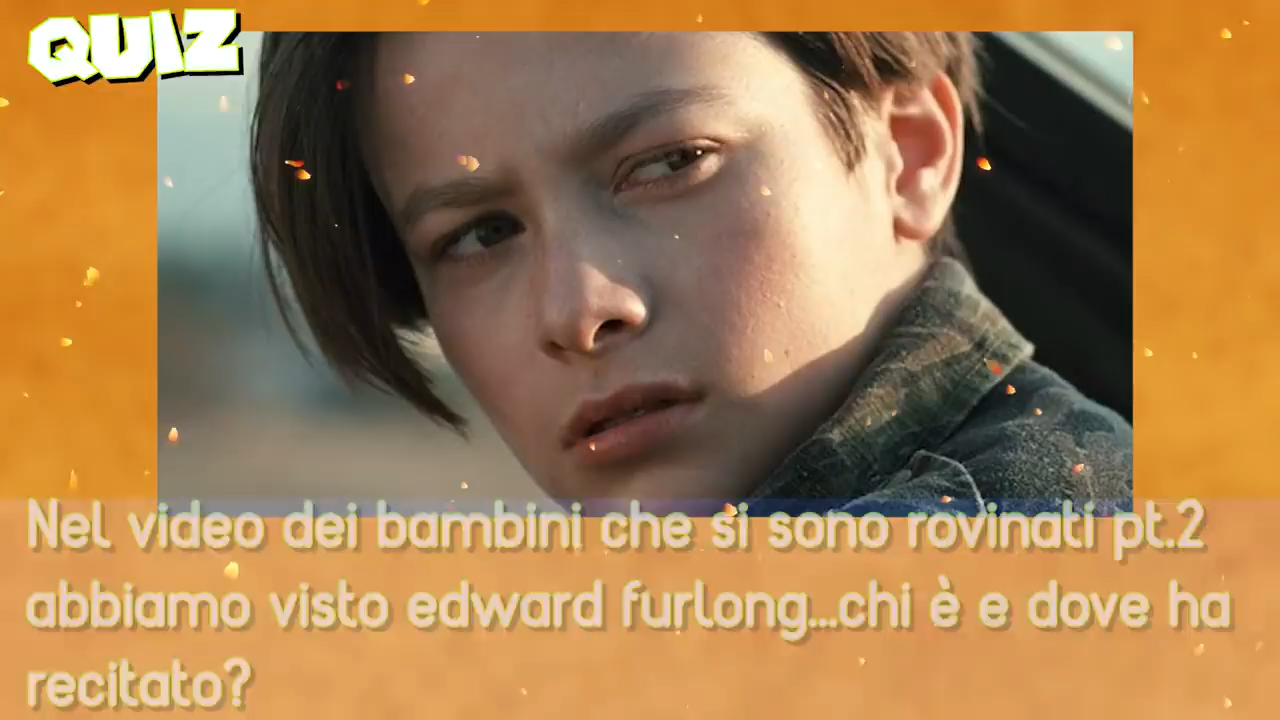 QUIZ
Nel video dei bambini che si sono rovinati pt.2
abbiamo visto edward furlong...chi è e dove ha
recitato?